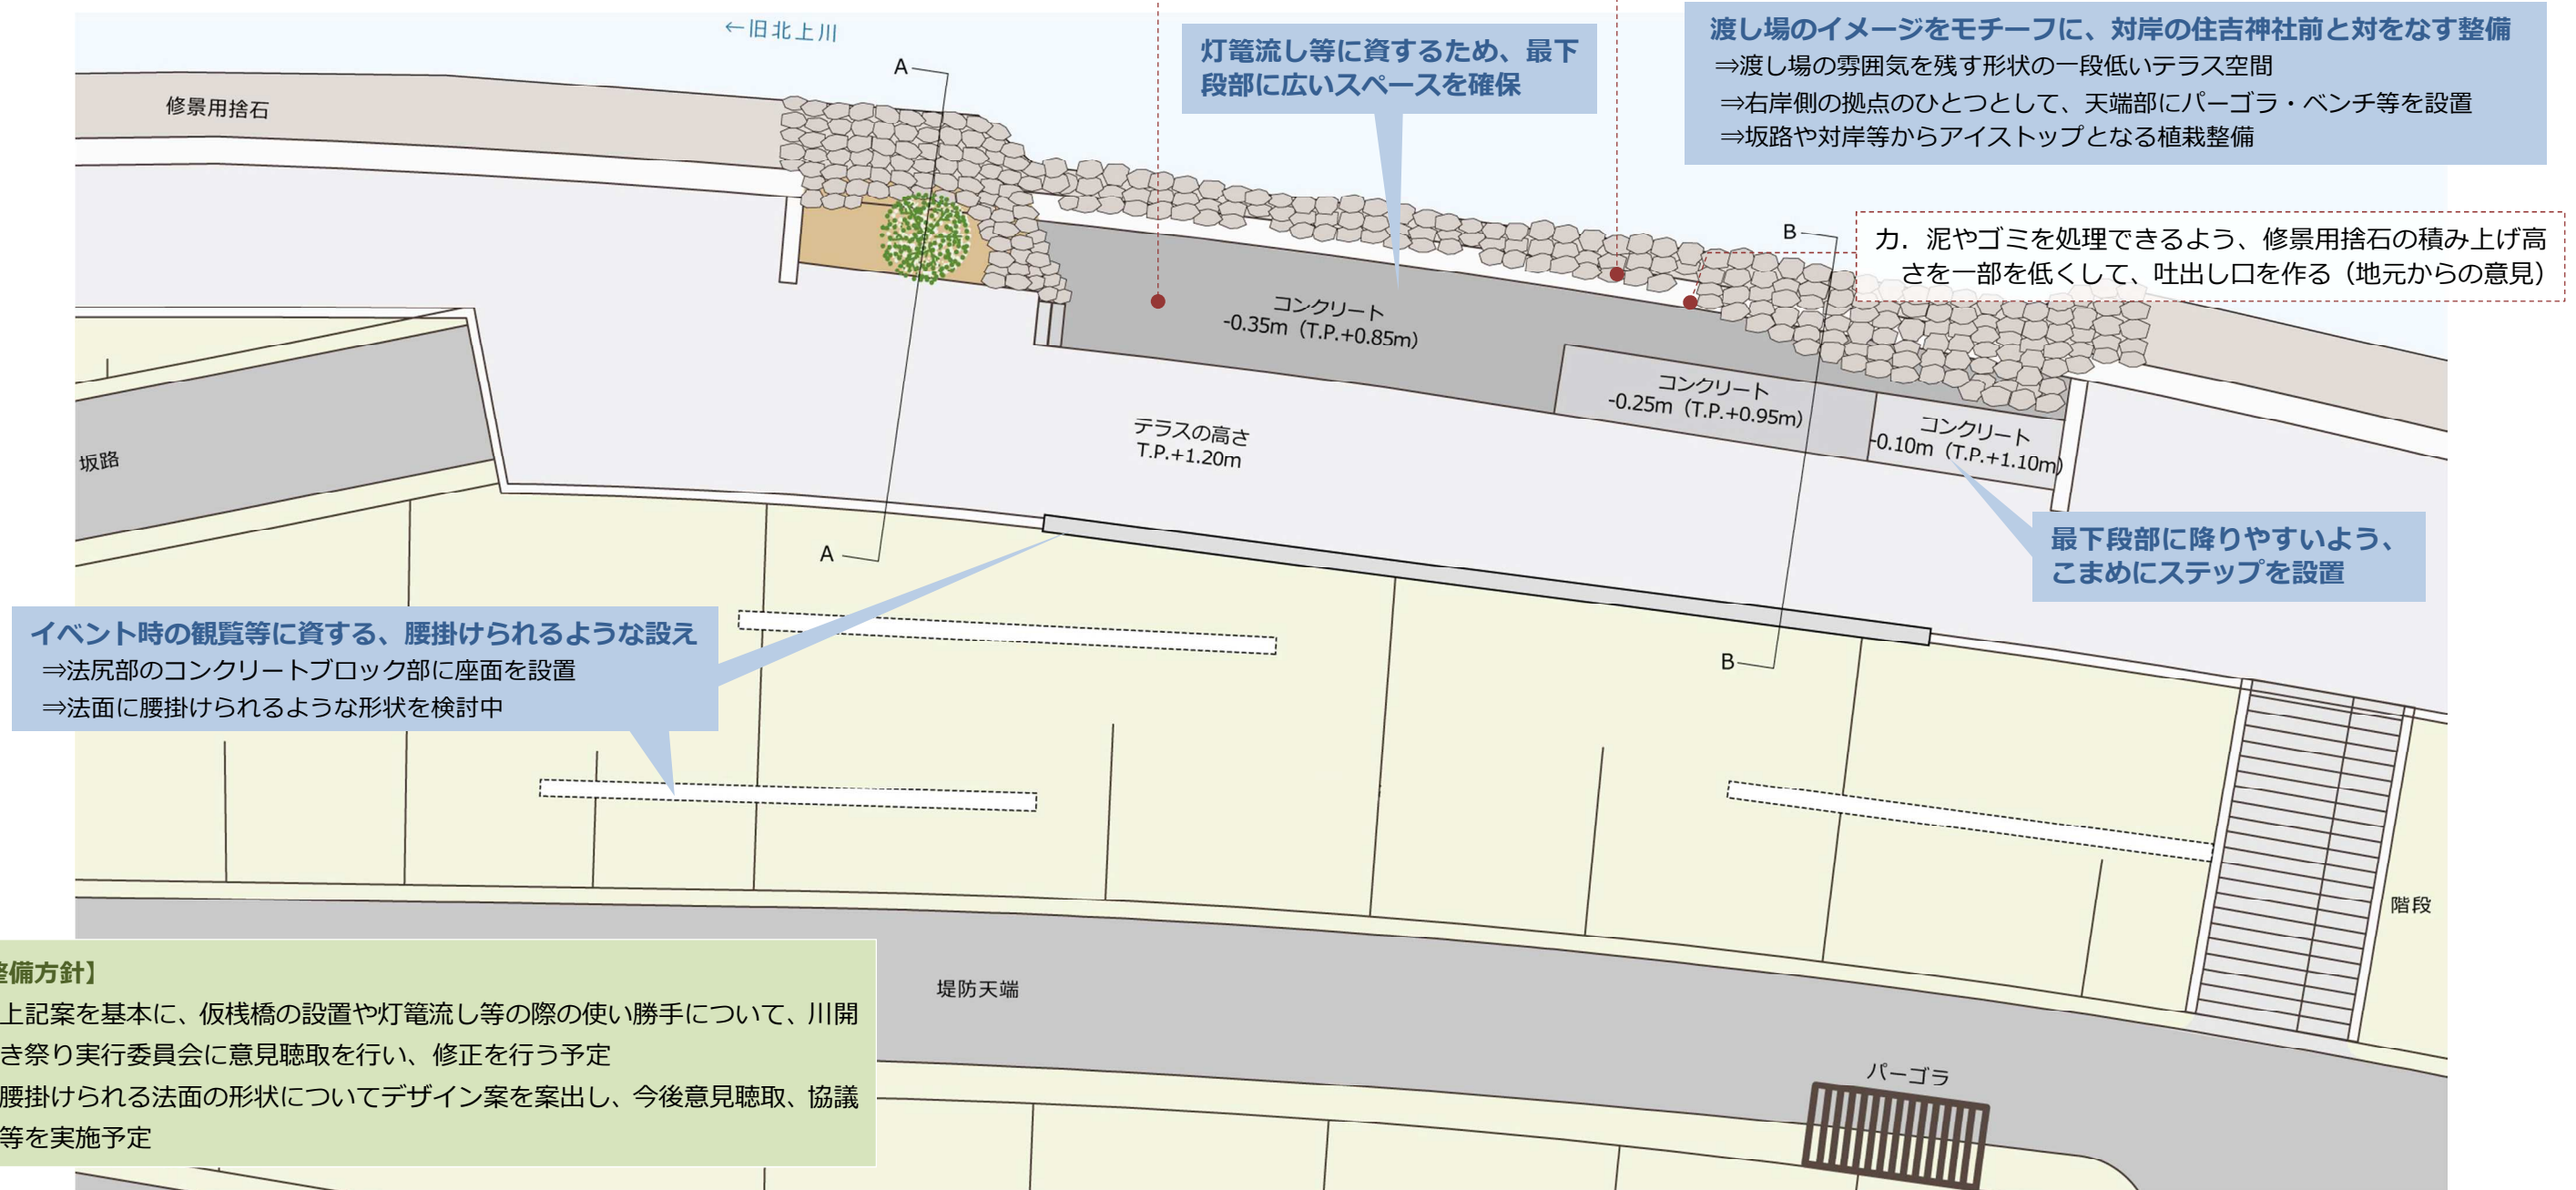 ←旧北上川
A
修景用捨石
灯篭流し等に資するため、最下
段部に広いスペースを確保
渡し場のイメージをモチーフに、対岸の住吉神社前と対をなす整備
⇒渡し場の雰囲気を残す形状の一段低いテラス空間
⇒右岸側の拠点のひとつとして、天端部にパーゴラ・ベンチ等を設置
⇒坂路や対岸等からアイストップとなる植栽整備
B
カ．泥やゴミを処理できるよう、修景用捨石の積み上げ高
さを一部を低くして、吐出し口を作る（地元からの意見）
コンクリート
-0.35m（T.P.+0.85m）
コンクリート
-0.25m（T.P.+0.95m）
コンクリート
-0.10m（T.P.+1.10m）
テラスの高さ
T.P.+1.20m
坂路
A
最下段部に降りやすいよう、
こまめにステップを設置
イベント時の観覧等に資する、腰掛けられるような設え
⇒法尻部のコンクリートブロック部に座面を設置
⇒法面に腰掛けられるような形状を検討中
B
階段
整備方針】
上記案を基本に、仮桟橋の設置や灯篭流し等の際の使い勝手について、川開
き祭り実行委員会に意見聴取を行い、修正を行う予定
腰掛けられる法面の形状についてデザイン案を案出し、今後意見聴取、協議
等を実施予定
堤防天端
パーゴラ